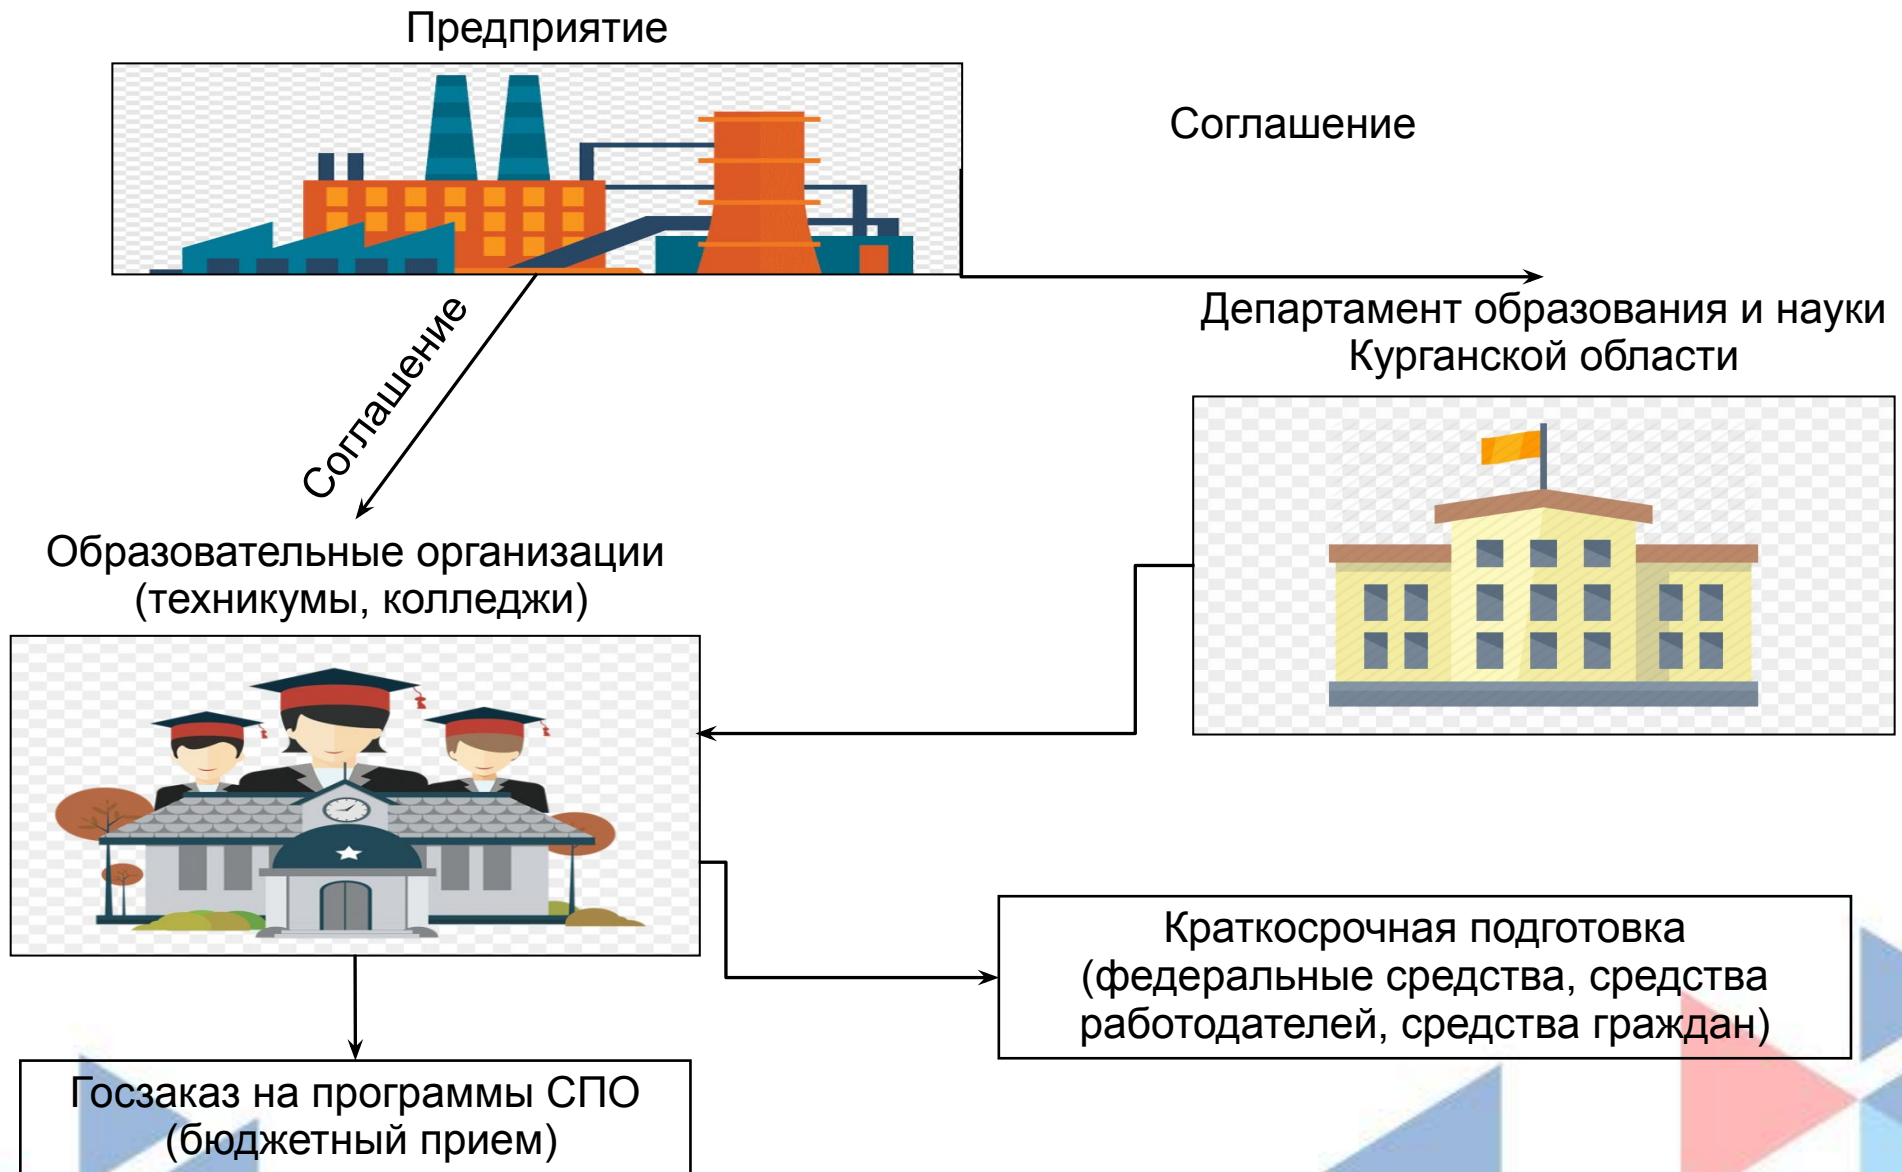 Предприятие
Соглашение
Департамент образования и науки
Курганской области
Соглашение
Образовательные организации
(техникумы, колледжи)
Краткосрочная подготовка
(федеральные средства, средства
работодателей, средства граждан)
Госзаказ на программы СПО
(бюджетный прием)